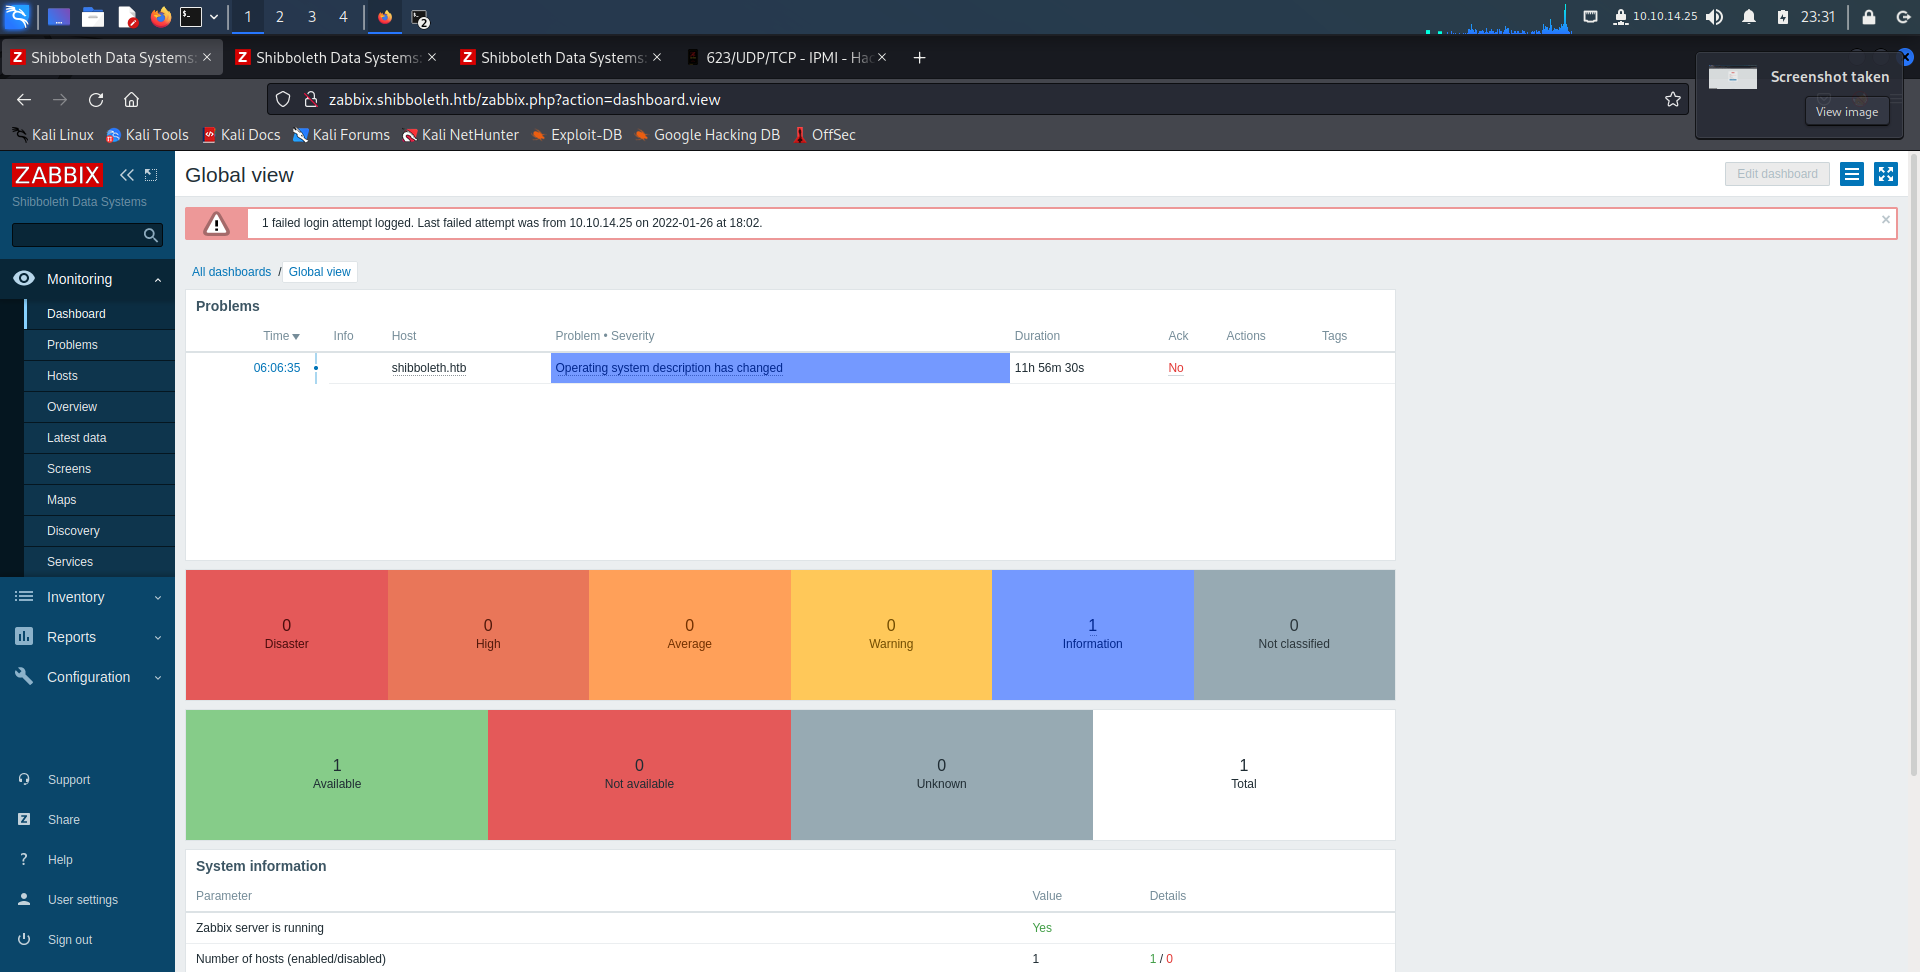 1 2 3 4 2 10.10.14.25 23:31
Shibboleth Data Systems: Shibboleth Data Systems: Shibboleth Data Systems: 623/UDP/TCP - IPMI - Hac
Screenshot taken
View image
zabbix.shibboleth.htb/zabbix.php?action=dashboard.view
Kali Linux Kali Tools Kali Docs Kali Forums Kali NetHunter Exploit-DB Google Hacking DB OffSec
ZABBIX
Shibboleth Data Systems
Monitoring
Dashboard
Problems
Hosts
Overview
Latest data
Screens
Maps
Discovery
Services
Inventory
Reports
Configuration
Support
Z Share
? Help
User settings
Sign out
Global view
Edit dashboard
1 failed login attempt logged. Last failed attempt was from 10.10.14.25 on 2022-01-26 at 18:02.
All dashboards / Global view
Problems
Time Info Host Problem • Severity Duration Ack Actions Tags
06:06:35 shibboleth.htb Operating system description has changed 11h 56m 30s No
0 0 0 0 1 0
Disaster High Average Warning Information Not classified
1 0 0 1
Available Not available Unknown Total
System information
Parameter Value Details
Zabbix server is running Yes
Number of hosts (enabled/disabled) 1 1 / 0